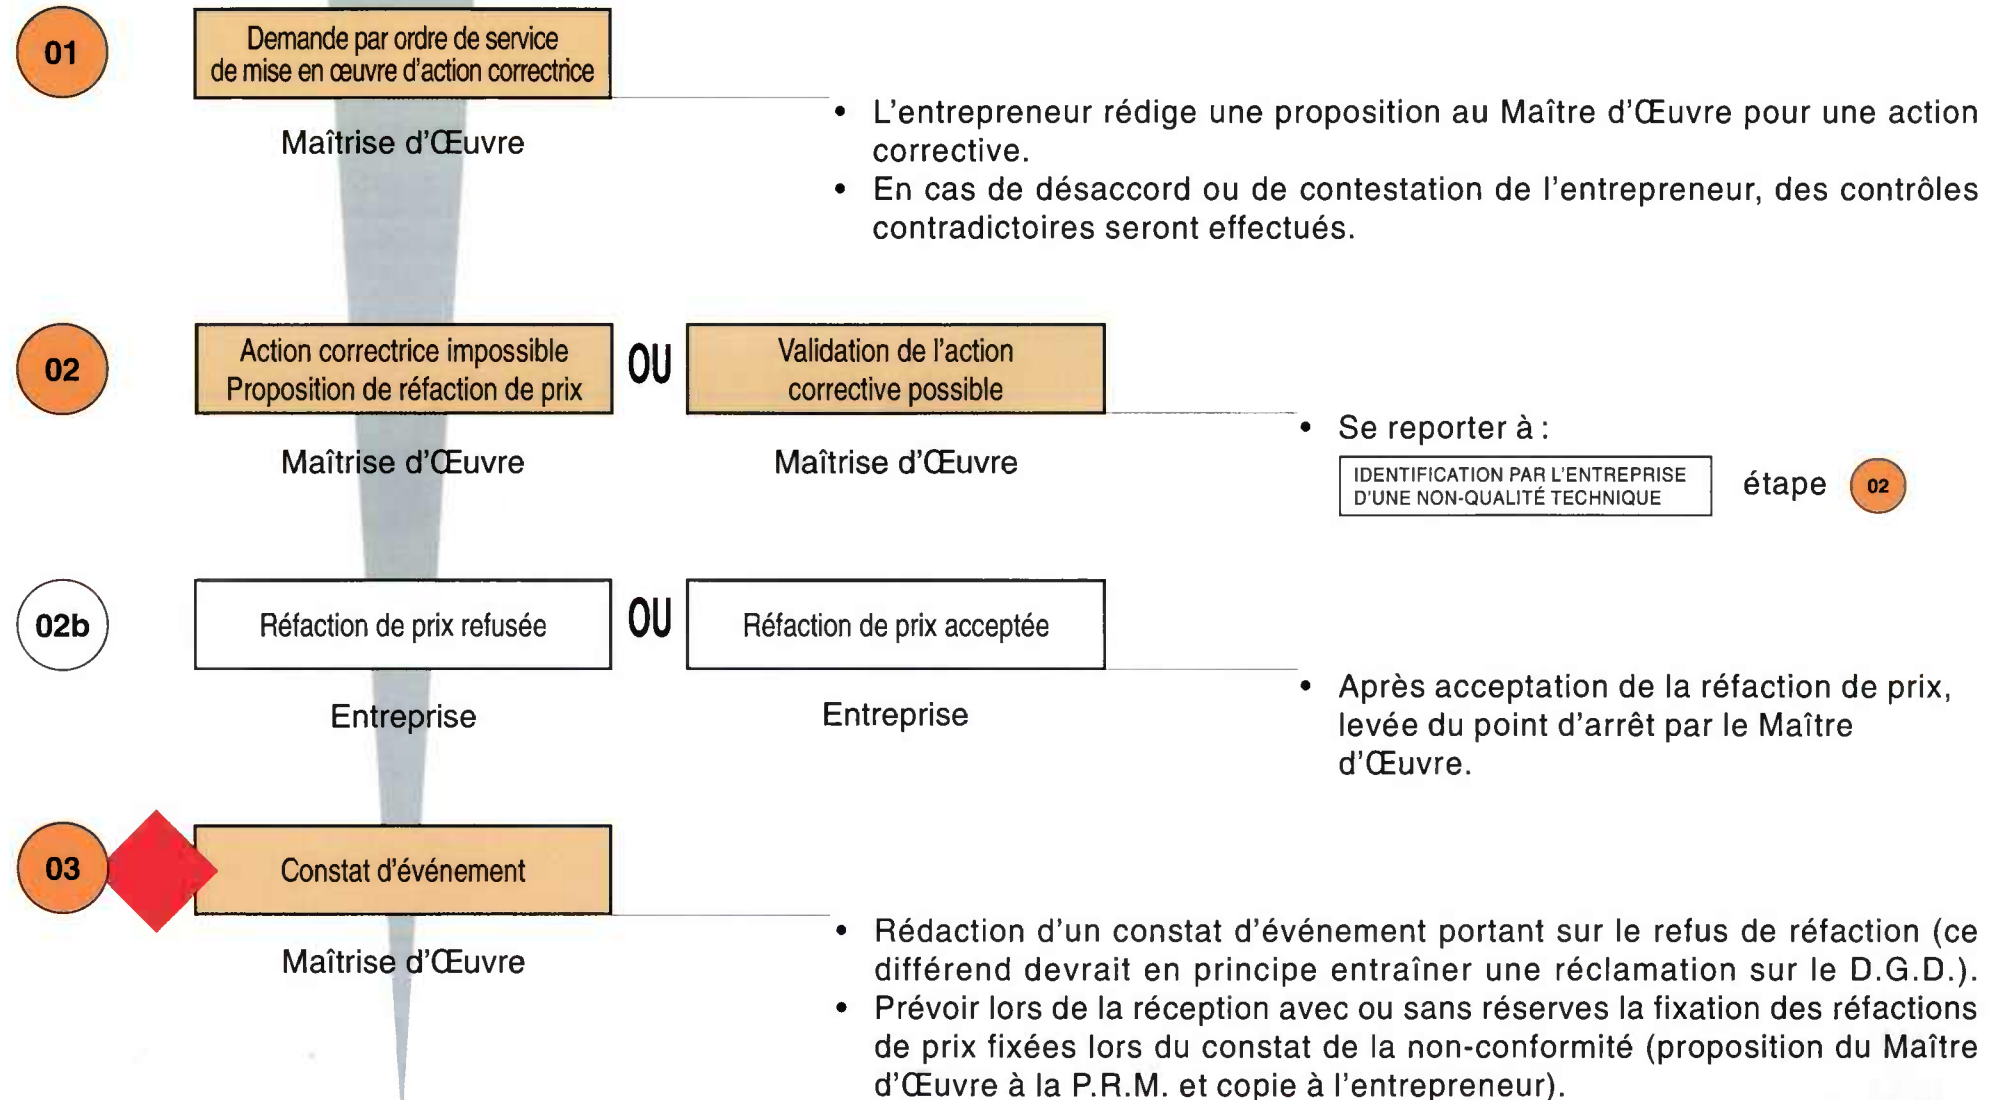 01
Demande par ordre de service
de mise en œuvre d'action correctrice
Maîtrise d'Œuvre
• L'entrepreneur rédige une proposition au Maître d'Œuvre pour une action
corrective.
• En cas de désaccord ou de contestation de l'entrepreneur, des contrôles
contradictoires seront effectués.
02
Action correctrice impossible
Proposition de réfaction de prix
Maîtrise d'Œuvre
OU
Validation de l'action
corrective possible
Maîtrise d'Œuvre
• Se reporter à :
IDENTIFICATION PAR L'ENTREPRISE
D'UNE NON-QUALITÉ TECHNIQUE
étape 02
02b
Réfaction de prix refusée
Entreprise
OU
Réfaction de prix acceptée
Entreprise
• Après acceptation de la réfaction de prix,
levée du point d'arrêt par le Maître
d'Œuvre.
03
Constat d'événement
Maîtrise d'Œuvre
• Rédaction d'un constat d'événement portant sur le refus de réfaction (ce
différend devrait en principe entraîner une réclamation sur le D.G.D.).
• Prévoir lors de la réception avec ou sans réserves la fixation des réfactions
de prix fixées lors du constat de la non-conformité (proposition du Maître
d'Œuvre à la P.R.M. et copie à l'entrepreneur).